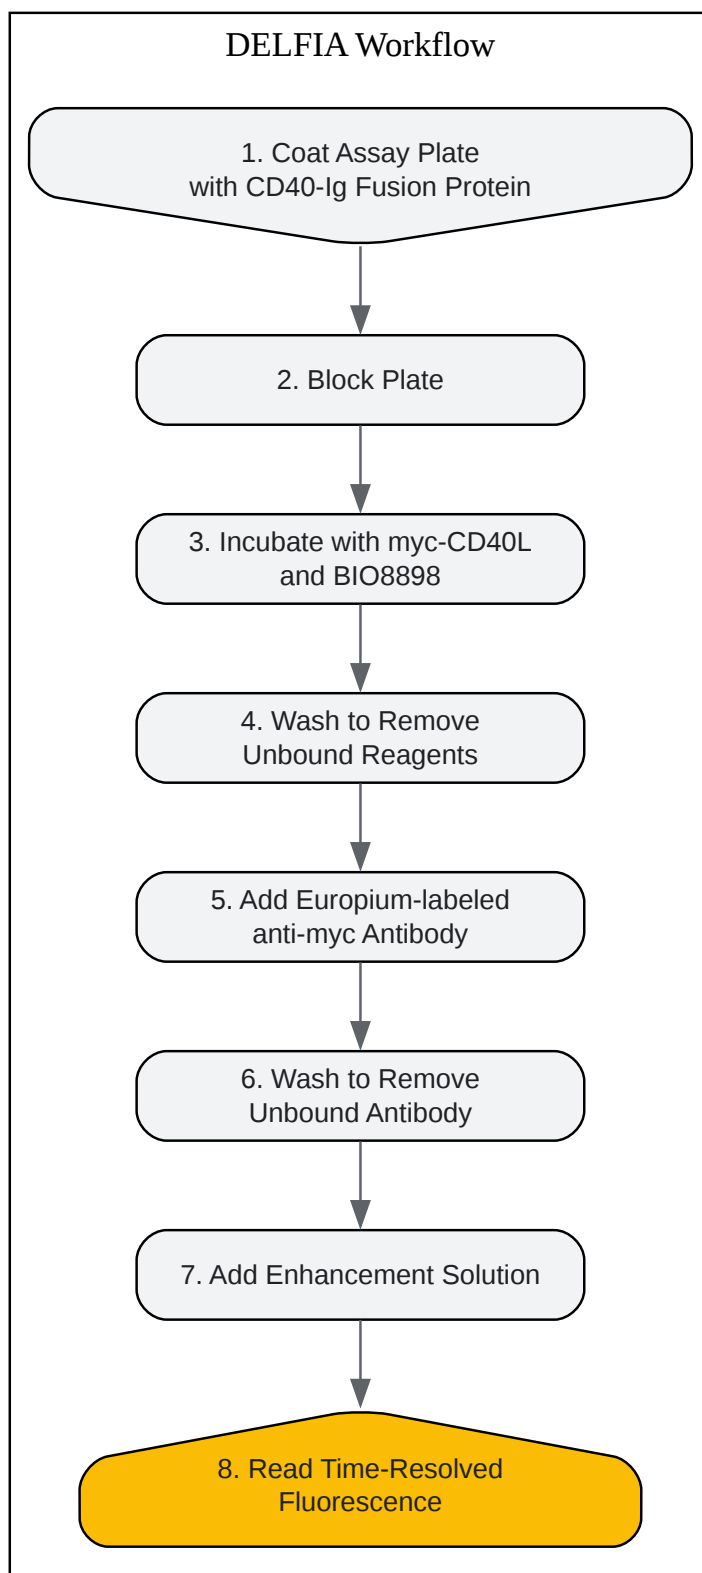 DELFIA Workflow
1. Coat Assay Plate
with CD40-Ig Fusion Protein
2. Block Plate
3. Incubate with myc-CD40L
and BIO8898
4. Wash to Remove
Unbound Reagents
5. Add Europium-labeled
anti-myc Antibody
6. Wash to Remove
Unbound Antibody
7. Add Enhancement Solution
8. Read Time-Resolved
Fluorescence